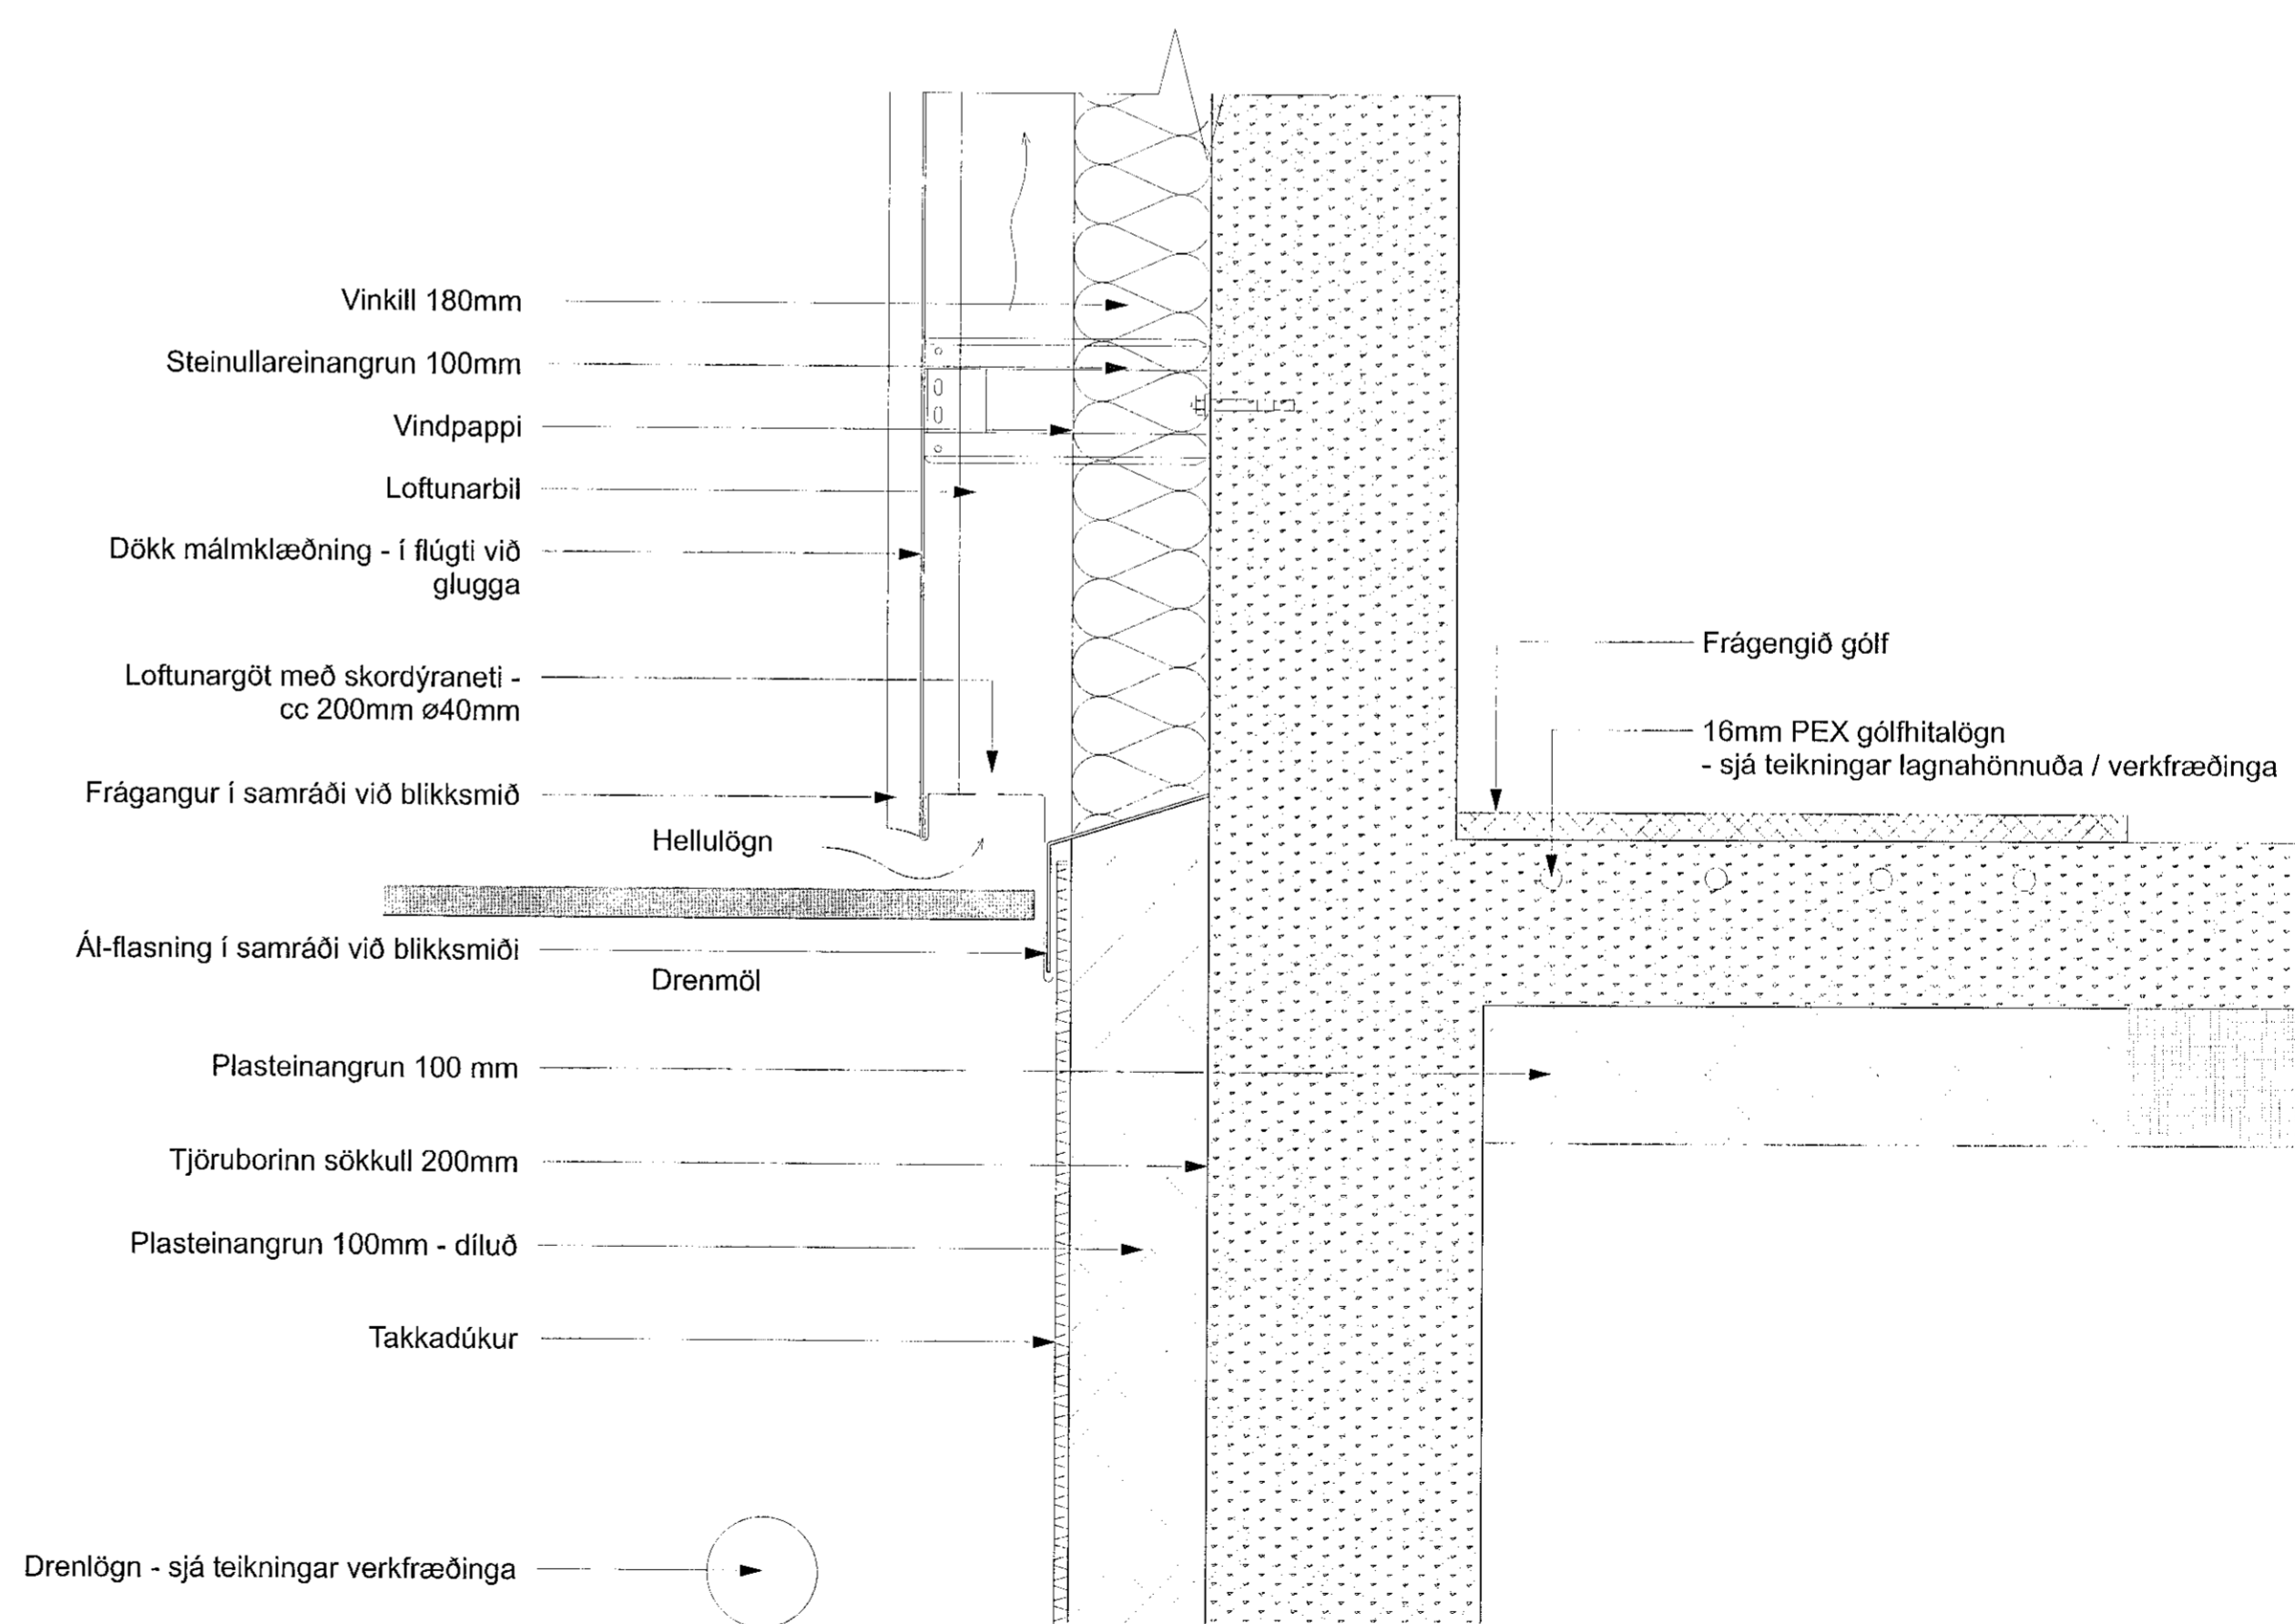 Vinkill 180mm
Steinullareinangrun 100mm
Vindpappi
Loftunarbil
Dökk málmklæðning - í flúgti við
glugga
Loftunargöt með skordýraneti -
cc 200mm ø40mm
Frágangur í samráði við blikksmið
Hellulögn
Ál-flasning í samráði við blikksmiði
Drenmöl
Plasteinangrun 100 mm
Tjöruborinn sökkull 200mm
Plasteinangrun 100mm - díluð
Takkadúkur
Drenlögn - sjá teikningar verkfræðinga
Frágengið gólf
16mm PEX gólfhitalögn
- sjá teikningar lagnahönnuða / verkfræðinga